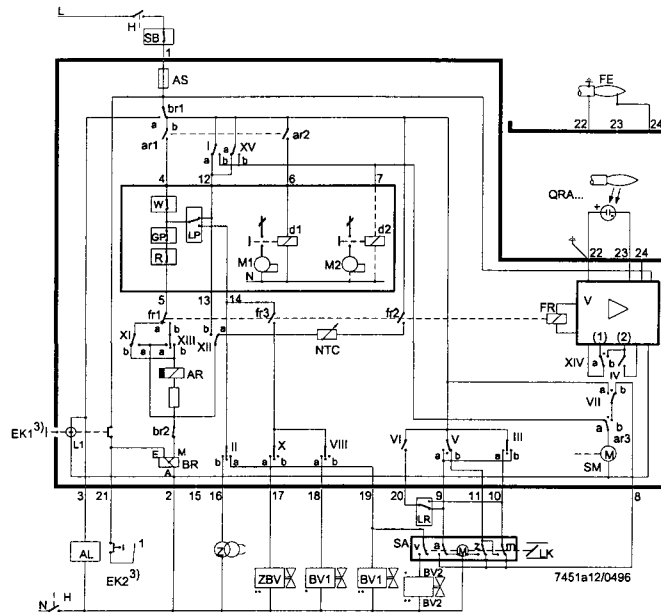 L
H
SB
1
AS
FE
22 23 24
br1
a b
ar1
ar2
I a b
a XV b
QRA...
+
4 12 6 7
22 23 24
W
LP
GP
R
d1
d2
M1
M2
N
V
FR
(1) (2)
5 13 14
fr1
fr3
fr2
XI
a b
a b
XIII
b a
XII
NTC
XIV
a b
IV
VII
AR
a b
ar3
SM
M
EK1³⁾
L1
br2
E M
BR
A
II
a b
X
a b
VIII
a b
VI
V
a b
III
a b
3 21 2 15 16 17 18 19 20 9 11 10 8
LR
AL
1
EK2³⁾
Z
SA
v a M z m
LK
ZBV
BV1
BV1
BV2
BV2
7451a12/0496
N
H